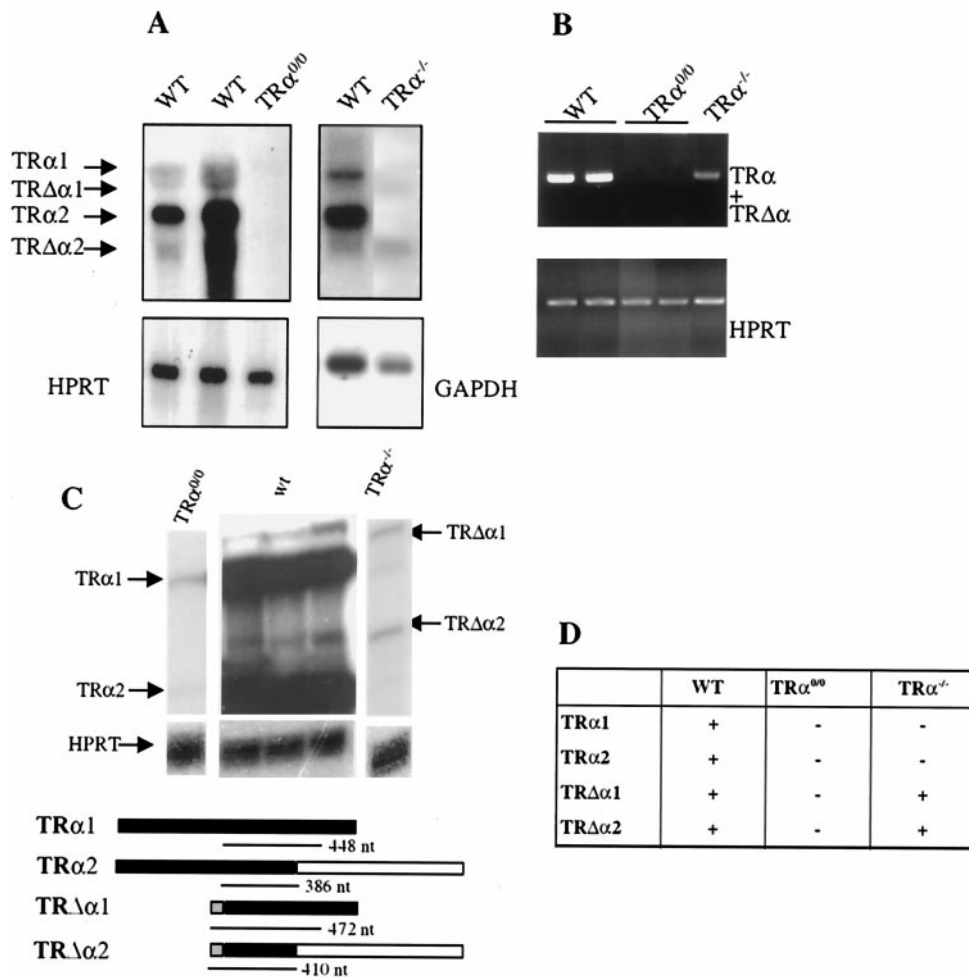 A
WT
WT
TRα0/0
WT
TRα-/-
TRα1
TRΔα1
TRα2
TRΔα2
HPRT
GAPDH
B
WT
TRα0/0
TRα-/-
TRα
+
TRΔα
HPRT
C
TRα0/0
wt
TRα-/-
TRα1
TRα2
HPRT
TRΔα1
TRΔα2
TRα1
448 nt
TRα2
386 nt
TRΔα1
472 nt
TRΔα2
410 nt
D
WT TRα0/0 TRα-/-
TRα1 + - -
TRα2 + - -
TRΔα1 + - +
TRΔα2 + - +